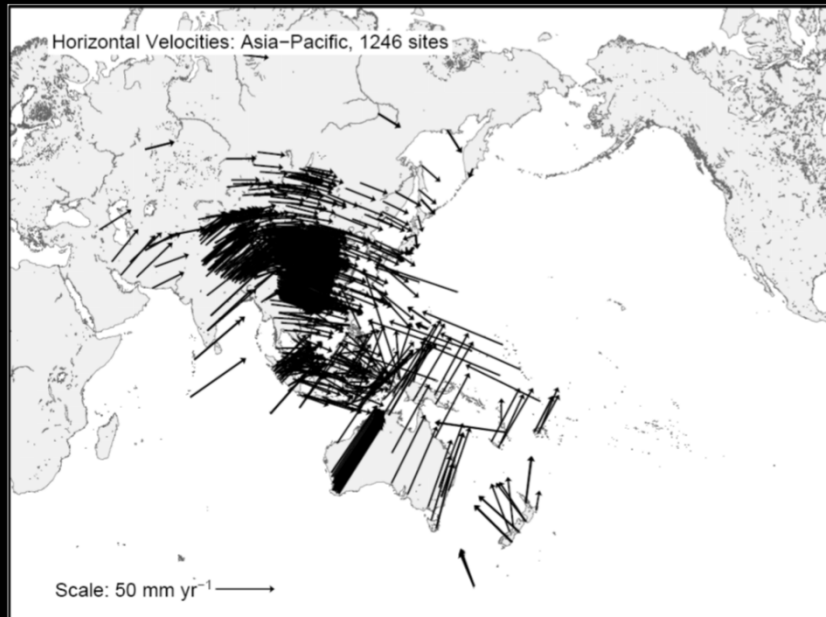 Horizontal Velocities: Asia−Pacific, 1246 sites
Scale: 50 mm yr⁻¹